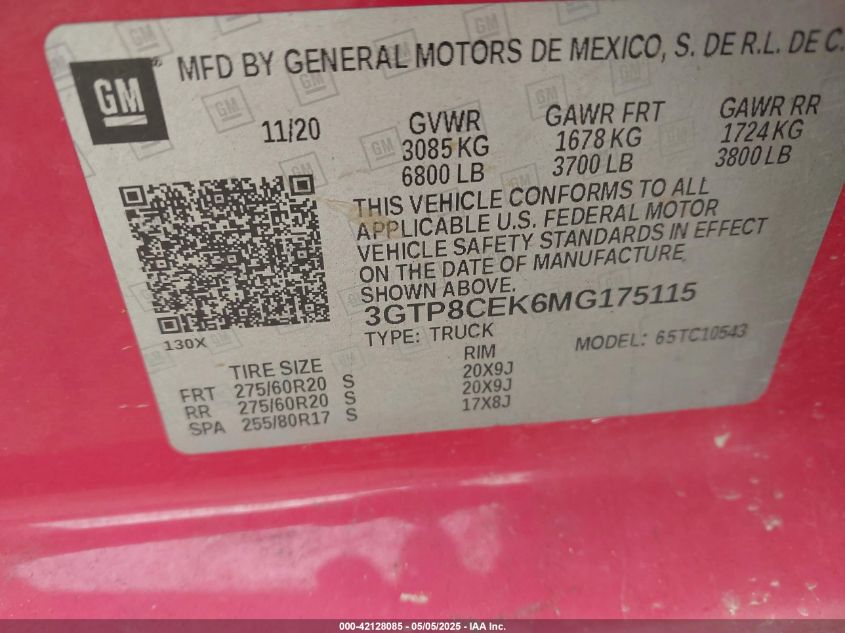 GM
MFD BY GENERAL MOTORS DE MEXICO, S. DE R.L. DE C.
11/20
GVWR
3085 KG
6800 LB
GAWR FRT
1678 KG
3700 LB
GAWR RR
1724 KG
3800 LB
THIS VEHICLE CONFORMS TO ALL
APPLICABLE U.S. FEDERAL MOTOR
VEHICLE SAFETY STANDARDS IN EFFECT
ON THE DATE OF MANUFACTURE
SHOWN ABOVE.
3GTP8CEK6MG175115
130X
TYPE: TRUCK
MODEL: 65TC10543
TIRE SIZE
RIM
FRT 275/60R20 S 20X9J
RR 275/60R20 S 20X9J
SPA 255/80R17 S 17X8J
000-42128085 - 05/05/2025 - IAA Inc.